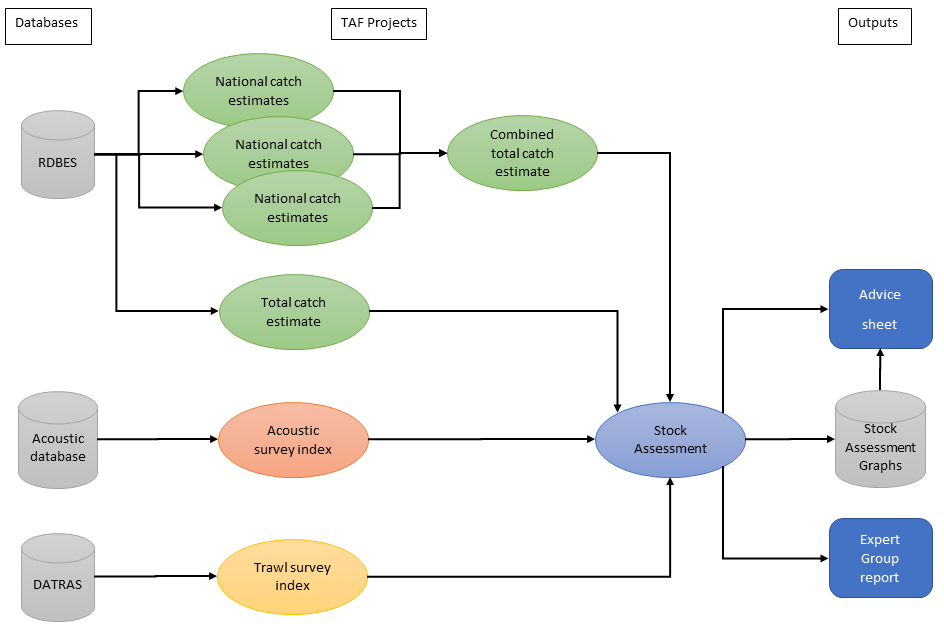 Databases
TAF Projects
Outputs
RDBES
National catch
estimates
National catch
estimates
National catch
estimates
Combined
total catch
estimate
Total catch
estimate
Advice
sheet
Acoustic
database
Acoustic
survey index
Stock
Assessment
Stock
Assessment
Graphs
DATRAS
Trawl survey
index
Expert
Group
report